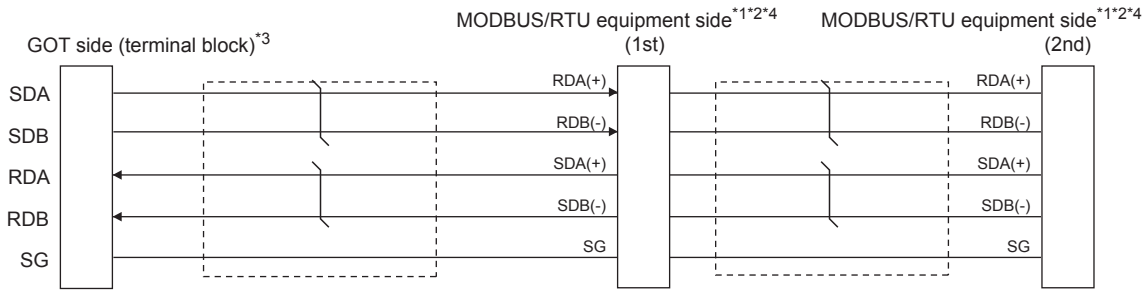 MODBUS/RTU equipment side*1*2*4
(1st)
MODBUS/RTU equipment side*1*2*4
(2nd)
GOT side (terminal block)*3
SDA
RDA(+)
RDA(+)
SDB
RDB(-)
RDB(-)
RDA
SDA(+)
SDA(+)
RDB
SDB(-)
SDB(-)
SG
SG
SG